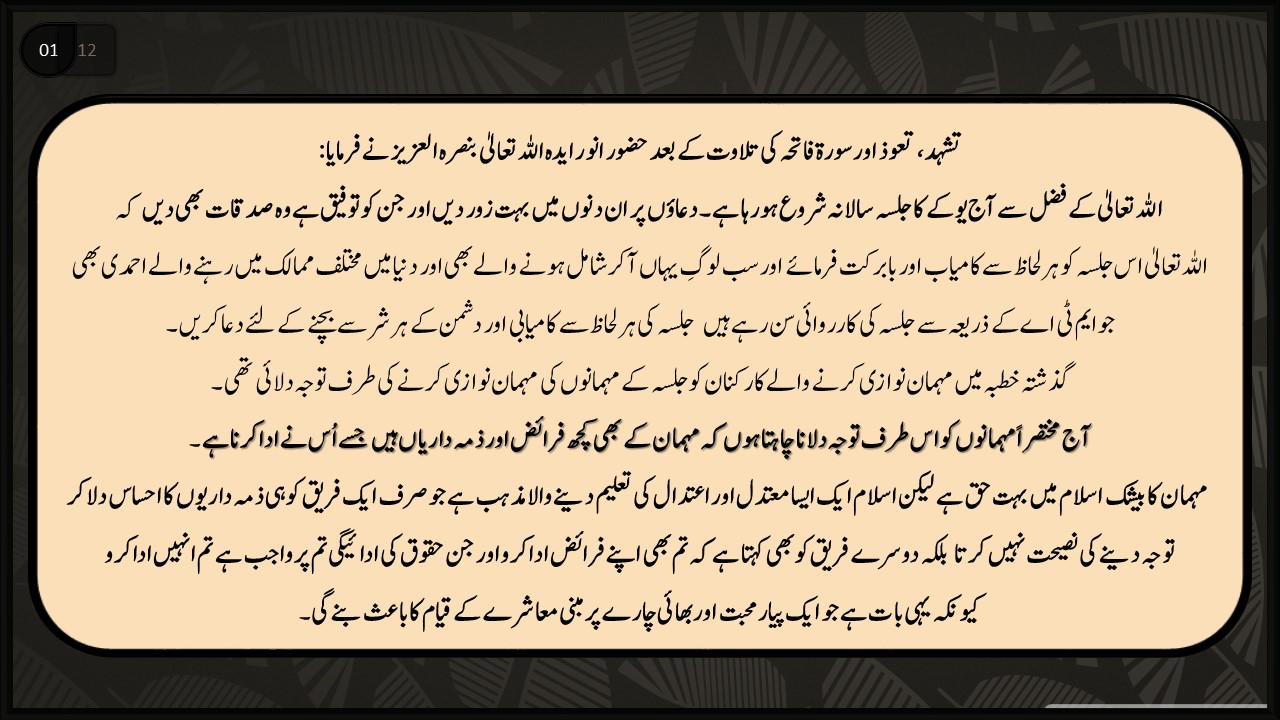 01 12
تشہد، تعوذ اور سورۃ فاتحہ کی تلاوت کے بعد حضور انور ایدہ اللہ تعالیٰ بنصرہ العزیز نے فرمایا:
اللہ تعالیٰ کے فضل سے آج یوکے کا جلسہ سالانہ شروع ہو رہا ہے۔ دعاؤں پر ان دنوں میں بہت زور دیں اور جن کو توفیق ہے وہ صدقات بھی دیں کہ
اللہ تعالیٰ اس جلسہ کو ہر لحاظ سے کامیاب اور بابرکت فرمائے اور سب لوگ یہاں آکر شامل ہونے والے بھی اور دنیا میں مختلف ممالک میں رہنے والے احمدی بھی
جو ایم ٹی اے کے ذریعہ سے جلسہ کی کارروائی سن رہے ہیں جلسہ کی ہر لحاظ سے کامیابی اور دشمن کے ہر شر سے بچنے کے لئے دعا کریں۔
گذشتہ خطبہ میں مہمان نوازی کرنے والے کارکنان کو جلسہ کے مہمانوں کی مہمان نوازی کرنے کی طرف توجہ دلائی تھی۔
آج مختصراً مہمانوں کو اس طرف توجہ دلانا چاہتا ہوں کہ مہمان کے بھی کچھ فرائض اور ذمہ داریاں ہیں جسے اُس نے ادا کرنا ہے۔
مہمان کا بیشک اسلام میں بہت حق ہے لیکن اسلام ایک ایسا معتدل اور اعتدال کی تعلیم دینے والا مذہب ہے جو صرف ایک فریق کو ہی ذمہ داریوں کا احساس دلا کر
توجہ دینے کی نصیحت نہیں کرتا بلکہ دوسرے فریق کو بھی کہتا ہے کہ تم بھی اپنے فرائض ادا کرو اور جن حقوق کی ادائیگی تم پر واجب ہے تم انہیں ادا کرو
کیونکہ یہی بات ہے جو ایک پیار محبت اور بھائی چارے پر مبنی معاشرے کے قیام کا باعث بنے گی۔